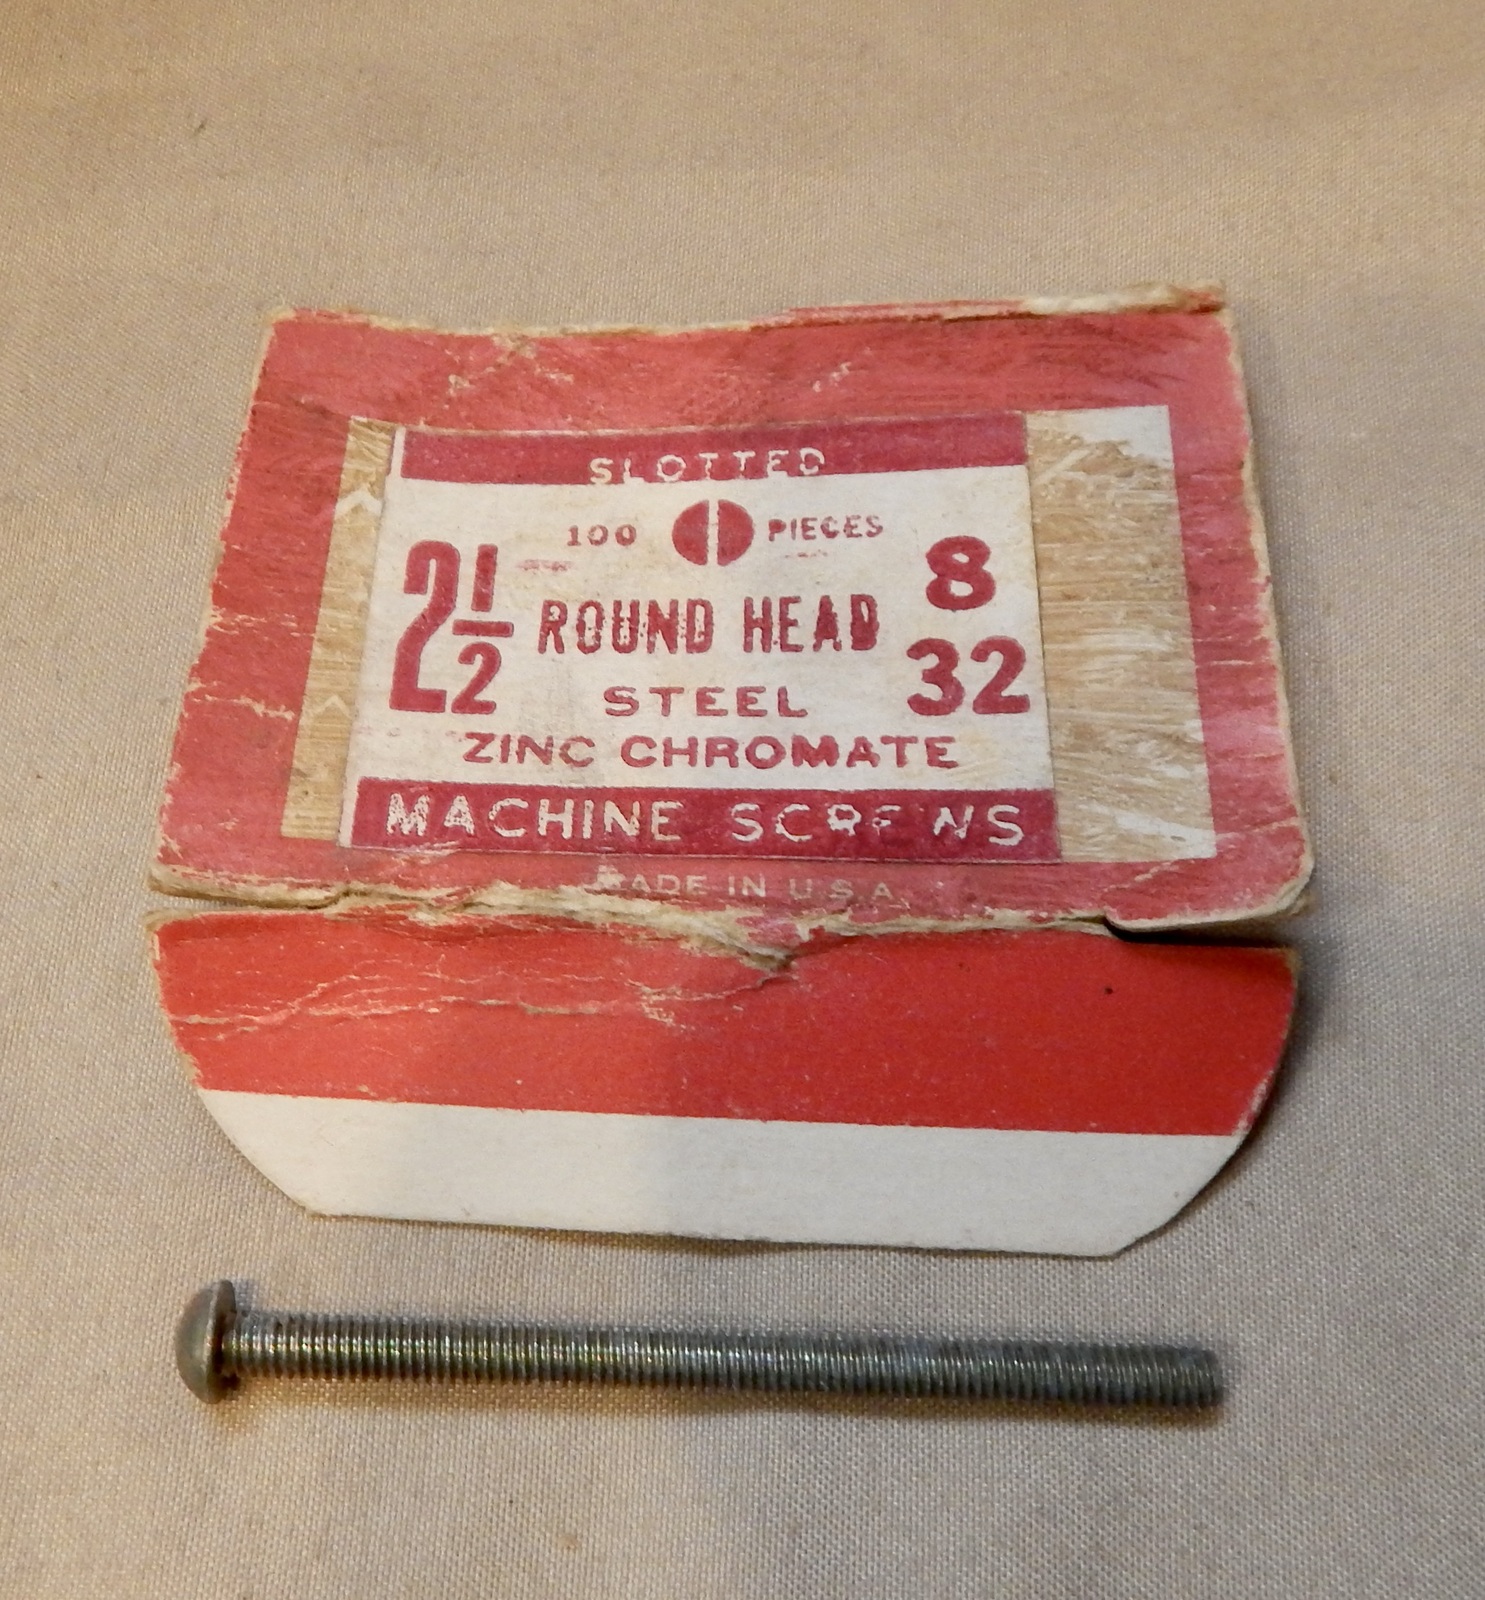 SLOTTED
100 PIECES
2 1/2 ROUND HEAD 8 32
STEEL
ZINC CHROMATE
MACHINE SCREWS
MADE IN U.S.A.